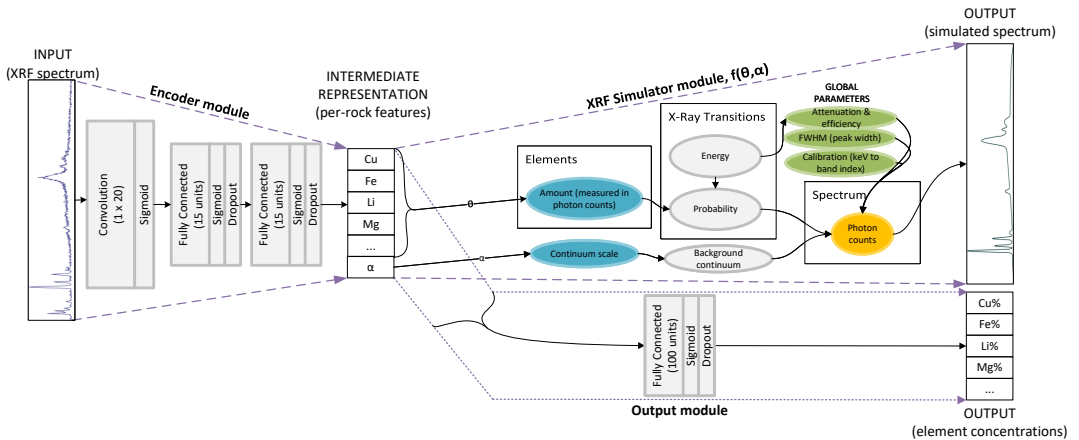 INPUT
(XRF spectrum)
Encoder module
Convolution
(1 x 20)
Sigmoid
Fully Connected
(15 units)
Sigmoid
Dropout
Fully Connected
(15 units)
Sigmoid
Dropout
INTERMEDIATE
REPRESENTATION
(per-rock features)
Cu
Fe
Li
Mg
...
α
θ
α
XRF Simulator module, f(θ,α)
Elements
Amount (measured in
photon counts)
Continuum scale
X-Ray Transitions
Energy
Probability
Background
continuum
GLOBAL
PARAMETERS
Attenuation &
efficiency
FWHM (peak width)
Calibration (keV to
band index)
Spectrum
Photon
counts
OUTPUT
(simulated spectrum)
Fully Connected
(100 units)
Sigmoid
Dropout
Output module
Cu%
Fe%
Li%
Mg%
...
OUTPUT
(element concentrations)